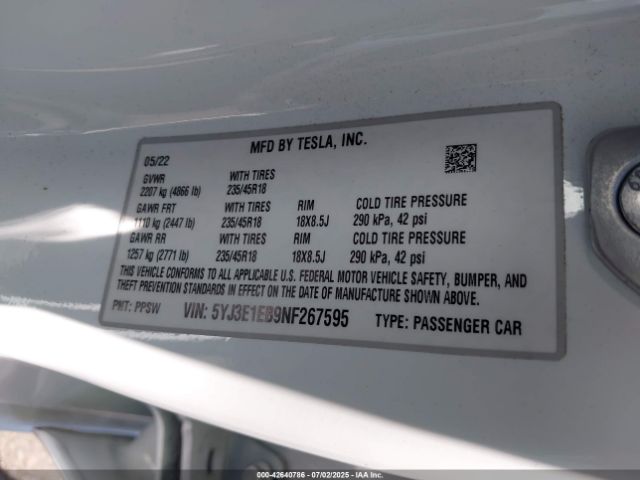 MFD BY TESLA, INC.
05/22
GVWR WITH TIRES
2207 kg (4866 lb) 235/45R18
GAWR FRT WITH TIRES RIM COLD TIRE PRESSURE
1110 kg (2447 lb) 235/45R18 18X8.5J 290 kPa, 42 psi
GAWR RR WITH TIRES RIM COLD TIRE PRESSURE
1257 kg (2771 lb) 235/45R18 18X8.5J 290 kPa, 42 psi
THIS VEHICLE CONFORMS TO ALL APPLICABLE U.S. FEDERAL MOTOR VEHICLE SAFETY, BUMPER, AND
THEFT PREVENTION STANDARDS IN EFFECT ON THE DATE OF MANUFACTURE SHOWN ABOVE.
PMT: PPSW VIN: 5YJ3E1EB9NF267595 TYPE: PASSENGER CAR
000-42640786 - 07/02/2025 - IAAI.COM